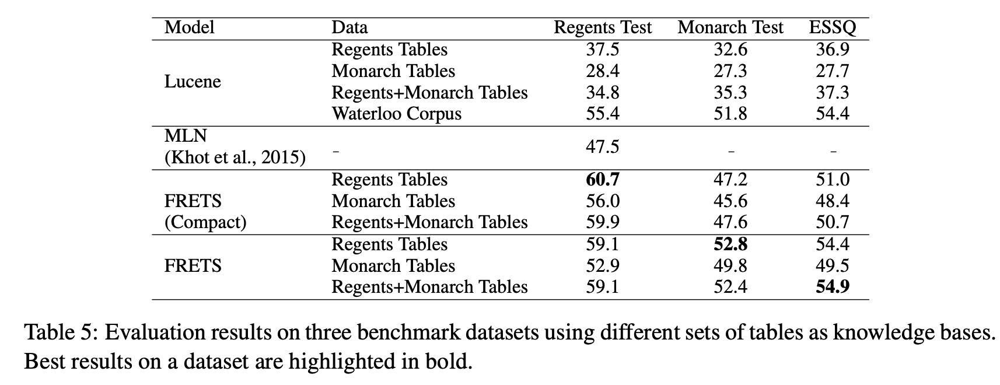 Model Data Regents Test Monarch Test ESSQ
Lucene
Regents Tables 37.5 32.6 36.9
Monarch Tables 28.4 27.3 27.7
Regents+Monarch Tables 34.8 35.3 37.3
Waterloo Corpus 55.4 51.8 54.4
MLN
(Khot et al., 2015) – 47.5 – –
FRETS
(Compact)
Regents Tables 60.7 47.2 51.0
Monarch Tables 56.0 45.6 48.4
Regents+Monarch Tables 59.9 47.6 50.7
FRETS
Regents Tables 59.1 52.8 54.4
Monarch Tables 52.9 49.8 49.5
Regents+Monarch Tables 59.1 52.4 54.9
Table 5: Evaluation results on three benchmark datasets using different sets of tables as knowledge bases.
Best results on a dataset are highlighted in bold.